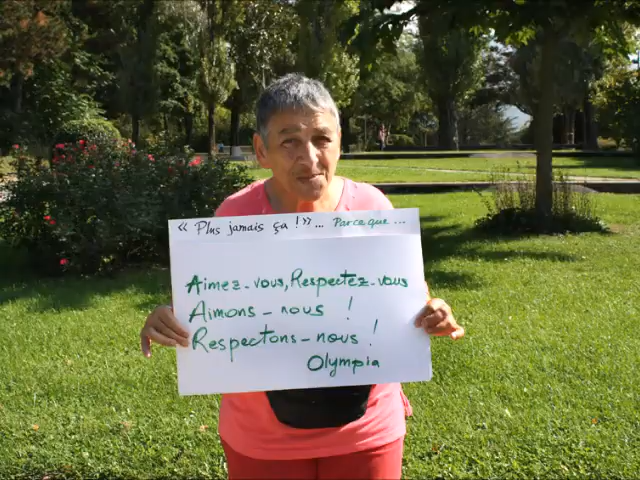 « Plus jamais ça ! » ... Parce que ...
Aimez-vous, Respectez-vous
Aimons-nous !
Respectons-nous !
Olympia